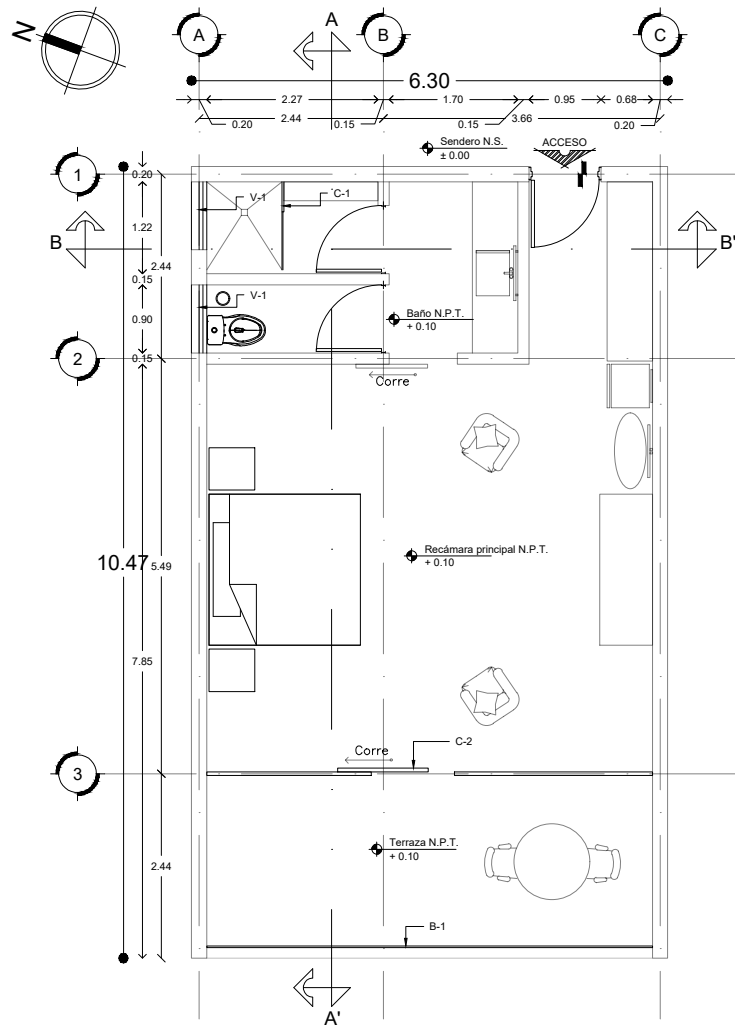 N
A
A
B
C
6.30
2.27
1.70
0.95
0.68
0.20
2.44
0.15
0.15
3.66
0.20
Sendero N.S.
± 0.00
ACCESO
1
0.20
V-1
C-1
1.22
B
B'
2.44
0.15
V-1
0.90
Baño N.P.T.
+ 0.10
2
0.15
Corre
Recámara principal N.P.T.
+ 0.10
10.47
5.49
7.85
Corre
C-2
3
Terraza N.P.T.
+ 0.10
2.44
B-1
A'